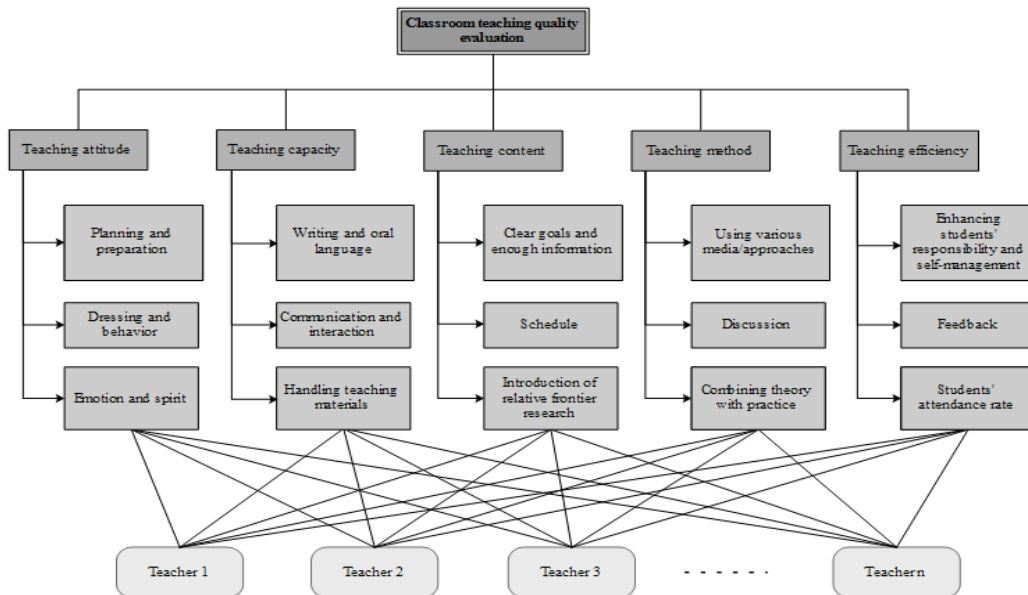 Classroom teaching quality
evaluation
Teaching attitude
Teaching capacity
Teaching content
Teaching method
Teaching efficiency
Planning and
preparation
Writing and oral
language
Clear goals and
enough information
Using various
media/approaches
Enhancing
students'
responsibility and
self-management
Dressing and
behavior
Communication and
interaction
Schedule
Discussion
Feedback
Emotion and spirit
Handling teaching
materials
Introduction of
relative frontier
research
Combining
theory with practice
Students'
attendance rate
Teacher 1
Teacher 2
Teacher 3
- - - - - -
Teacher n